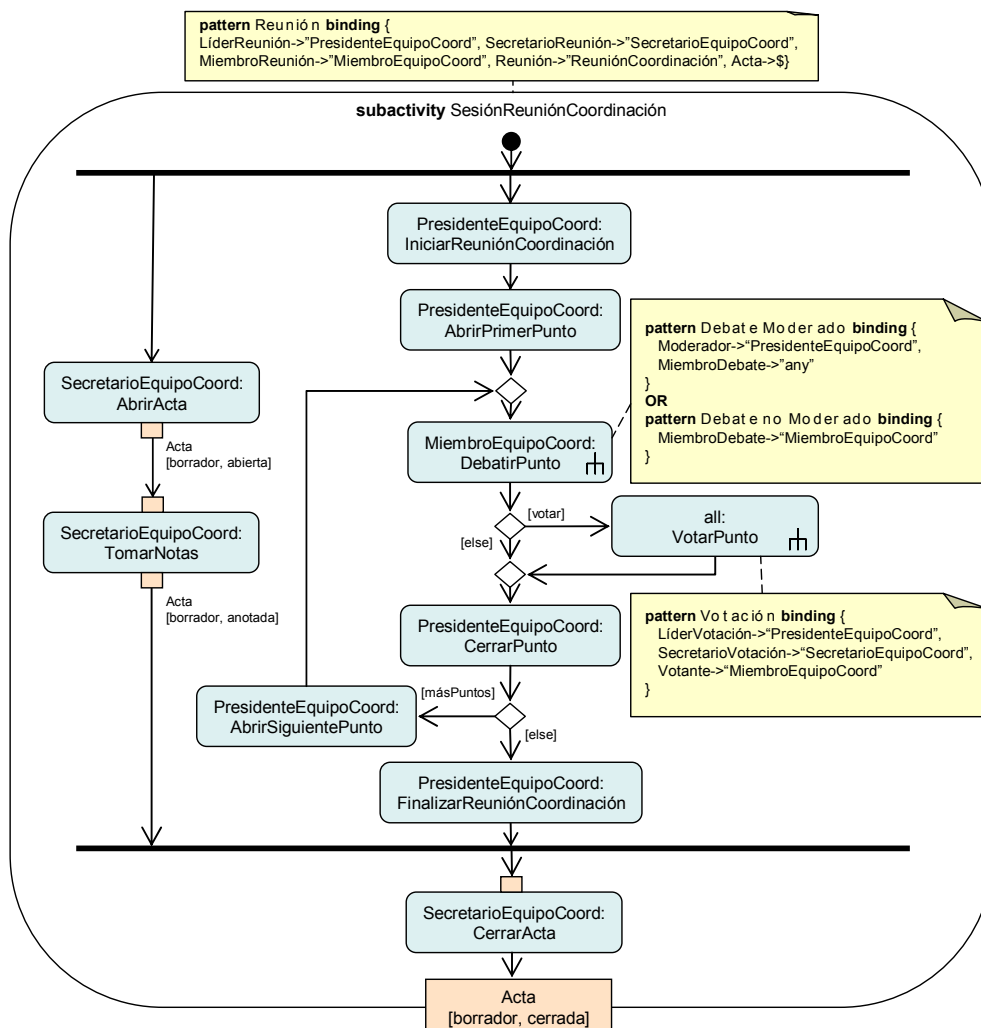 pattern Reunión binding {
LíderReunión->"PresidenteEquipoCoord", SecretarioReunión->"SecretarioEquipoCoord",
MiembroReunión->"MiembroEquipoCoord", Reunión->"ReuniónCoordinación", Acta->$}
subactivity SesiónReuniónCoordinación
PresidenteEquipoCoord:
IniciarReuniónCoordinación
PresidenteEquipoCoord:
AbrirPrimerPunto
pattern Debate Moderado binding {
Moderador->“PresidenteEquipoCoord”,
MiembroDebate->”any”
}
OR
pattern Debate no Moderado binding {
MiembroDebate->“MiembroEquipoCoord”
}
SecretarioEquipoCoord:
AbrirActa
Acta
[borrador, abierta]
MiembroEquipoCoord:
DebatirPunto
[votar]
[else]
all:
VotarPunto
SecretarioEquipoCoord:
TomarNotas
Acta
[borrador, anotada]
PresidenteEquipoCoord:
CerrarPunto
pattern Votación binding {
LíderVotación->“PresidenteEquipoCoord”,
SecretarioVotación->“SecretarioEquipoCoord”,
Votante->“MiembroEquipoCoord”
}
[másPuntos]
PresidenteEquipoCoord:
AbrirSiguientePunto
[else]
PresidenteEquipoCoord:
FinalizarReuniónCoordinación
SecretarioEquipoCoord:
CerrarActa
Acta
[borrador, cerrada]